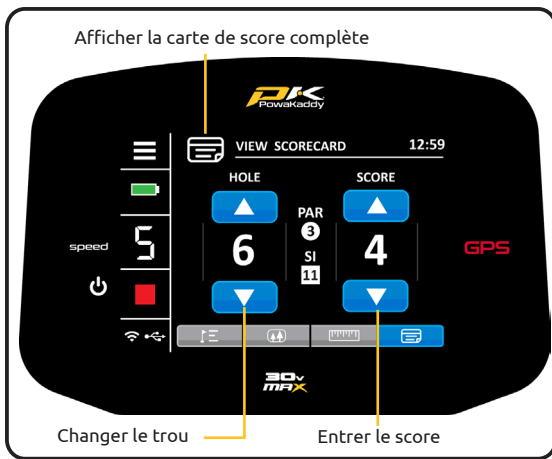 Afficher la carte de score complète
PK
PowaKaddy
VIEW SCORECARD 12:59
HOLE SCORE
PAR
3
speed 5 6 SI 4 GPS
11
30v
MAX
Changer le trou Entrer le score